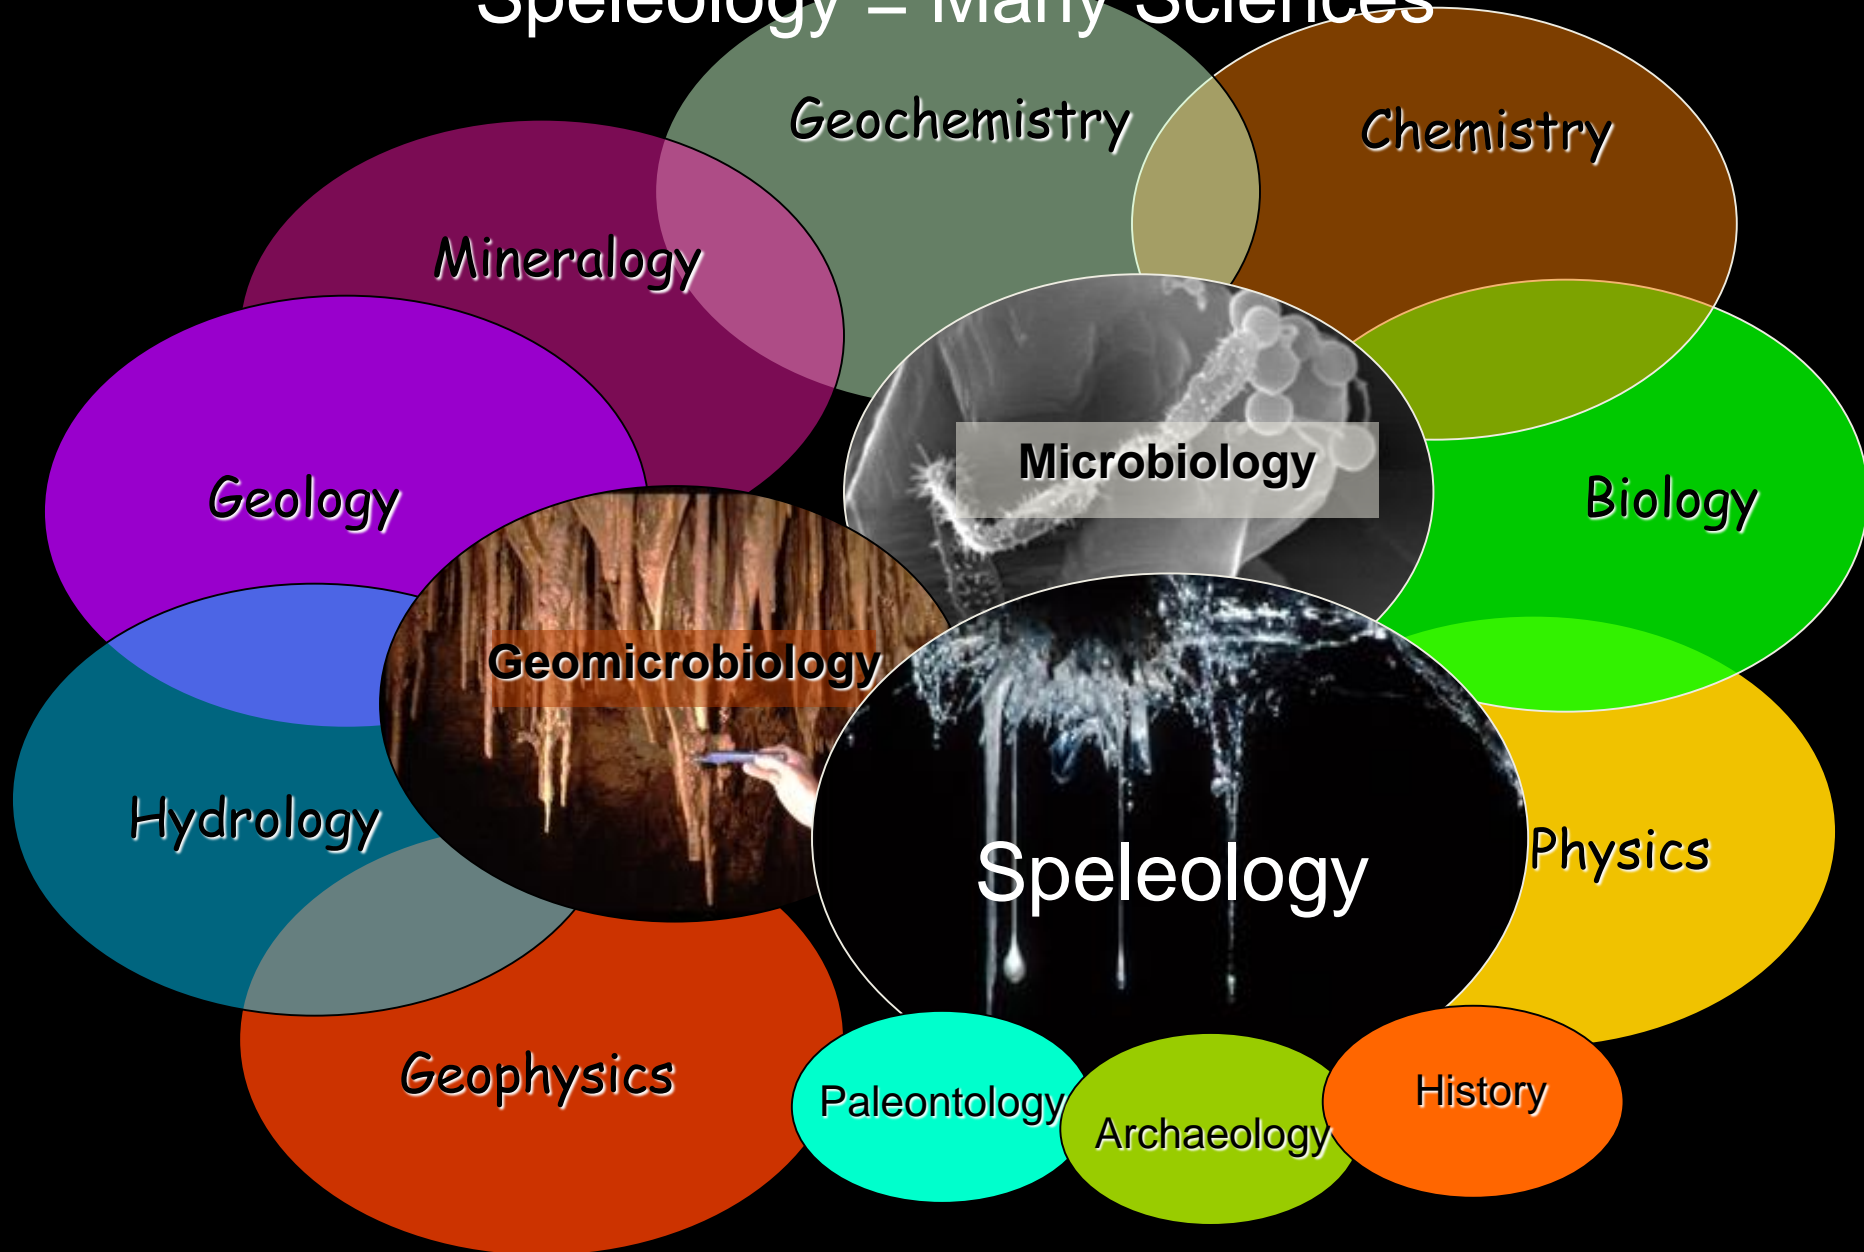 Speleology = Many Sciences
Geochemistry
Chemistry
Mineralogy
Microbiology
Geology
Biology
Geomicrobiology
Hydrology
Physics
Speleology
Geophysics
Paleontology
History
Archaeology